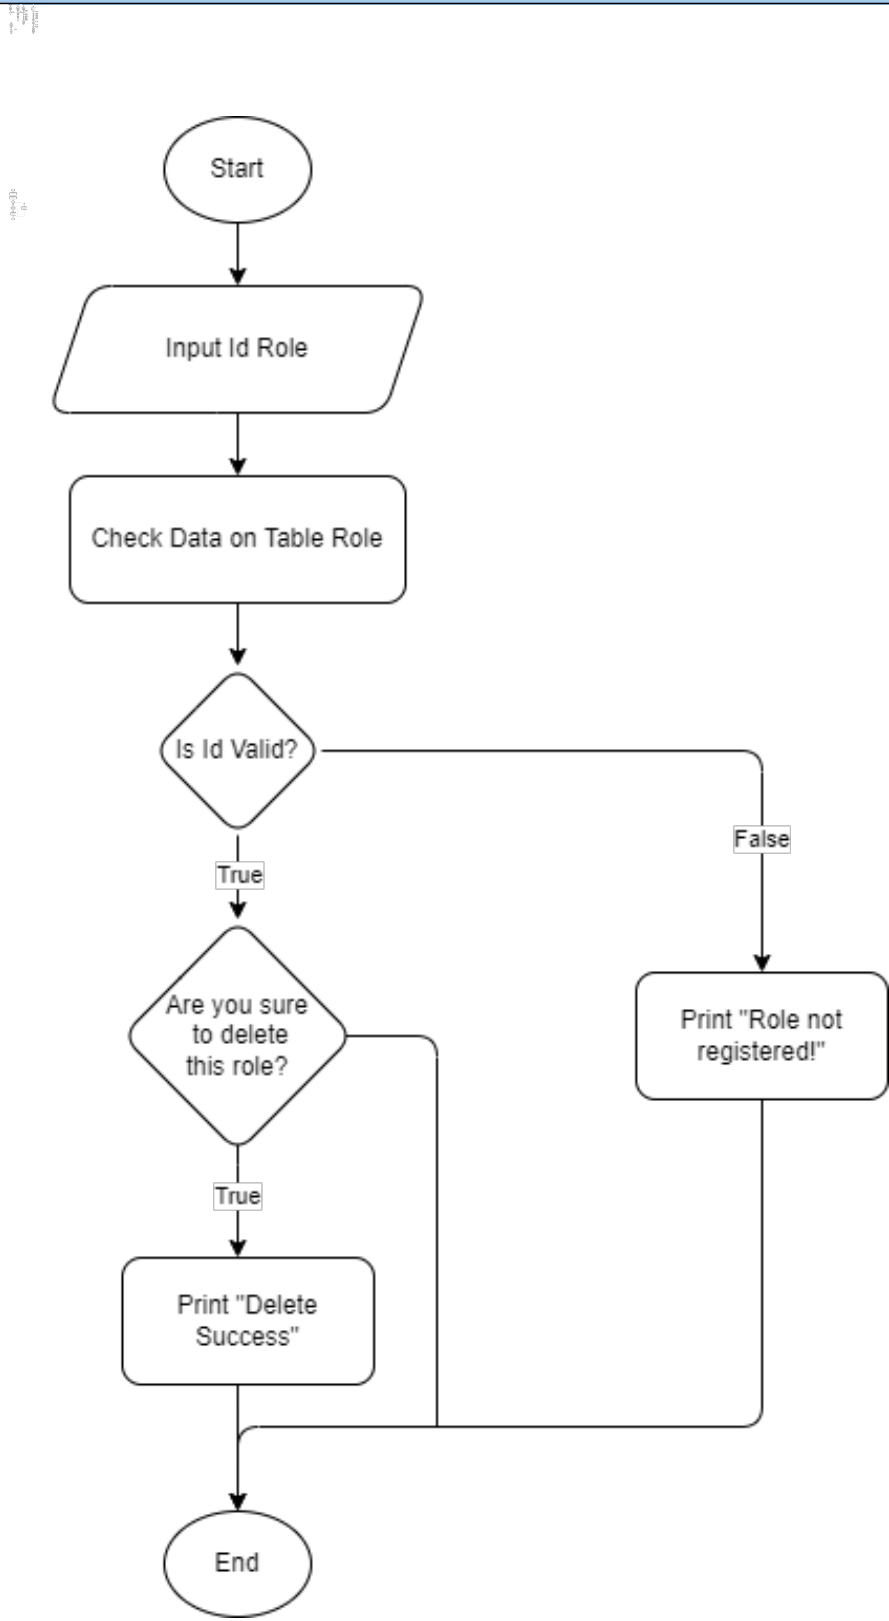 Start
Input Id Role
Check Data on Table Role
Is Id Valid?
True
False
Are you sure
to delete
this role?
Print "Role not
registered!"
True
Print "Delete
Success"
End